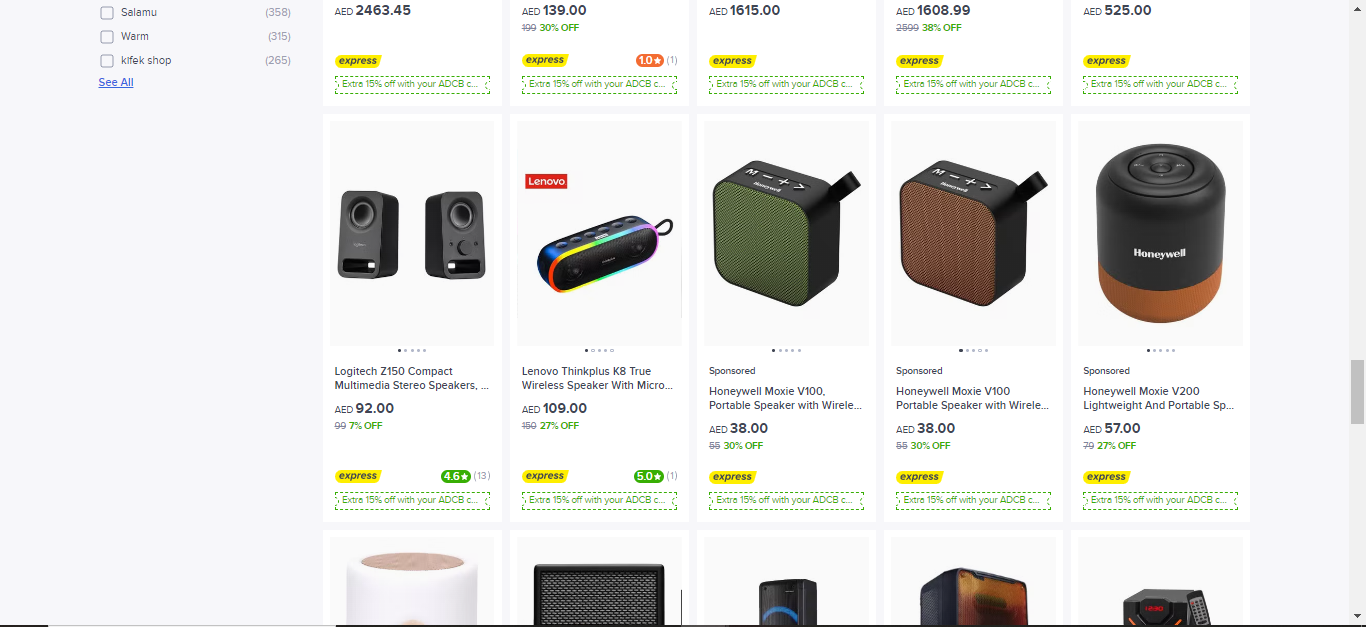 Salamu (358)
Warm (315)
klfek shop (265)
See All
AED 2463.45
express
Extra 15% off with your ADCB c...
AED 139.00
199 30% OFF
express 1.0★ (1)
Extra 15% off with your ADCB c...
AED 1615.00
express
Extra 15% off with your ADCB c...
AED 1608.99
2599 38% OFF
express
Extra 15% off with your ADCB c...
AED 525.00
express
Extra 15% off with your ADCB c...
Logitech Z150 Compact
Multimedia Stereo Speakers, ...
AED 92.00
99 7% OFF
express 4.6★ (13)
Extra 15% off with your ADCB c...
Lenovo
Lenovo Thinkplus K8 True
Wireless Speaker With Micro...
AED 109.00
150 27% OFF
express 5.0★ (1)
Extra 15% off with your ADCB c...
M − + >
Honeywell
Sponsored
Honeywell Moxie V100,
Portable Speaker with Wirele...
AED 38.00
55 30% OFF
express
Extra 15% off with your ADCB c...
M − + >
Honeywell
Sponsored
Honeywell Moxie V100
Portable Speaker with Wirele...
AED 38.00
55 30% OFF
express
Extra 15% off with your ADCB c...
Honeywell
Sponsored
Honeywell Moxie V200
Lightweight And Portable Sp...
AED 57.00
79 27% OFF
express
Extra 15% off with your ADCB c...